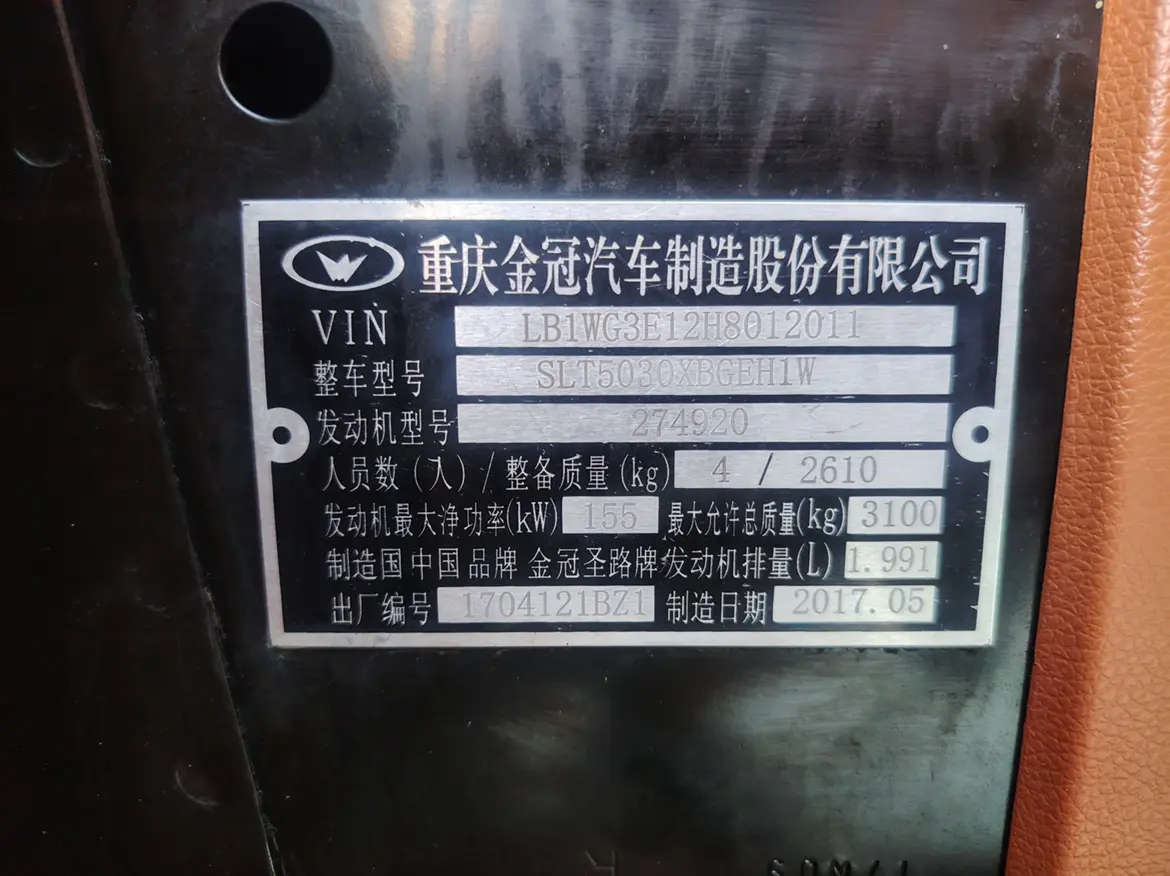 重庆金冠汽车制造股份有限公司
VIN LB1WG3E12H8012011
整车型号 SLT5030XBGEH1W
发动机型号 274920
人员数（人）/整备质量(kg) 4 / 2610
发动机最大净功率(kW) 155 最大允许总质量(kg) 3100
制造国 中国 品牌 金冠圣路牌 发动机排量(L) 1.991
出厂编号 1704121BZ1 制造日期 2017.05